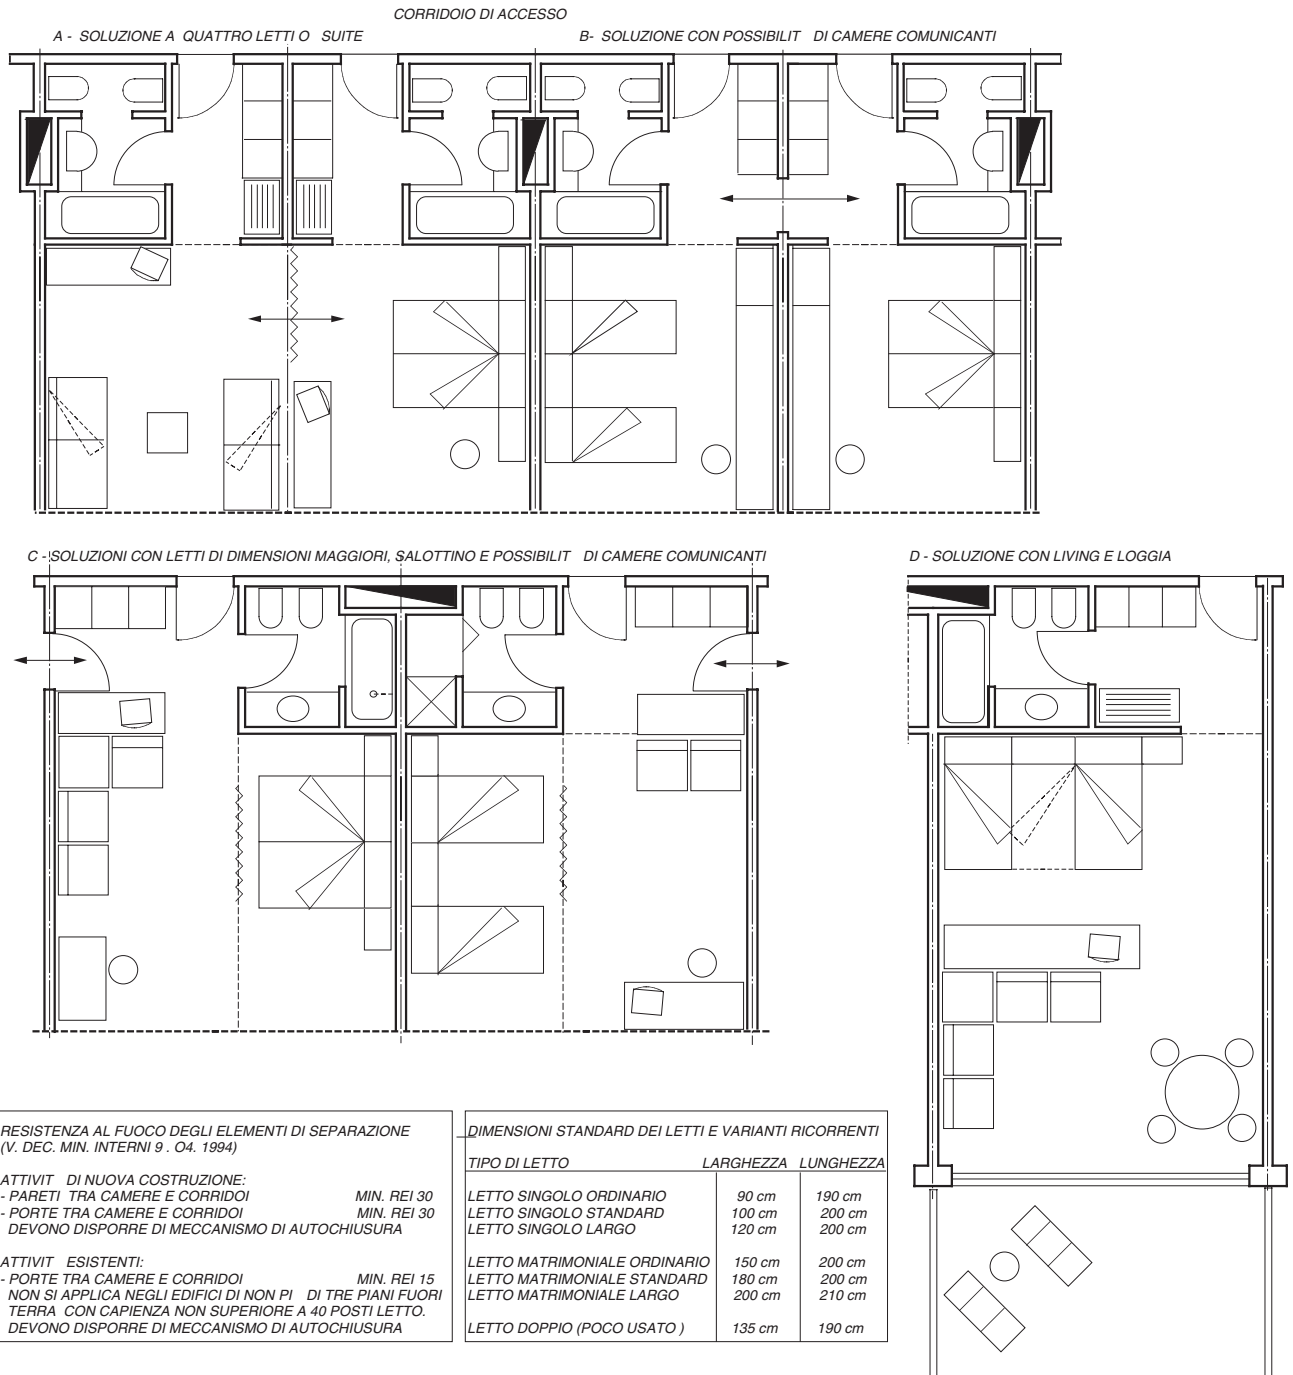 CORRIDOIO DI ACCESSO
A - SOLUZIONE A QUATTRO LETTI O SUITE
B- SOLUZIONE CON POSSIBILIT DI CAMERE COMUNICANTI
C - SOLUZIONI CON LETTI DI DIMENSIONI MAGGIORI, SALOTTINO E POSSIBILIT DI CAMERE COMUNICANTI
D - SOLUZIONE CON LIVING E LOGGIA
RESISTENZA AL FUOCO DEGLI ELEMENTI DI SEPARAZIONE
(V. DEC. MIN. INTERNI 9 . O4. 1994)
ATTIVIT DI NUOVA COSTRUZIONE:
- PARETI TRA CAMERE E CORRIDOI MIN. REI 30
- PORTE TRA CAMERE E CORRIDOI MIN. REI 30
DEVONO DISPORRE DI MECCANISMO DI AUTOCHIUSURA
ATTIVIT ESISTENTI:
- PORTE TRA CAMERE E CORRIDOI MIN. REI 15
NON SI APPLICA NEGLI EDIFICI DI NON PI DI TRE PIANI FUORI
TERRA CON CAPIENZA NON SUPERIORE A 40 POSTI LETTO.
DEVONO DISPORRE DI MECCANISMO DI AUTOCHIUSURA
DIMENSIONI STANDARD DEI LETTI E VARIANTI RICORRENTI
TIPO DI LETTO LARGHEZZA LUNGHEZZA
LETTO SINGOLO ORDINARIO 90 cm 190 cm
LETTO SINGOLO STANDARD 100 cm 200 cm
LETTO SINGOLO LARGO 120 cm 200 cm
LETTO MATRIMONIALE ORDINARIO 150 cm 200 cm
LETTO MATRIMONIALE STANDARD 180 cm 200 cm
LETTO MATRIMONIALE LARGO 200 cm 210 cm
LETTO DOPPIO (POCO USATO ) 135 cm 190 cm